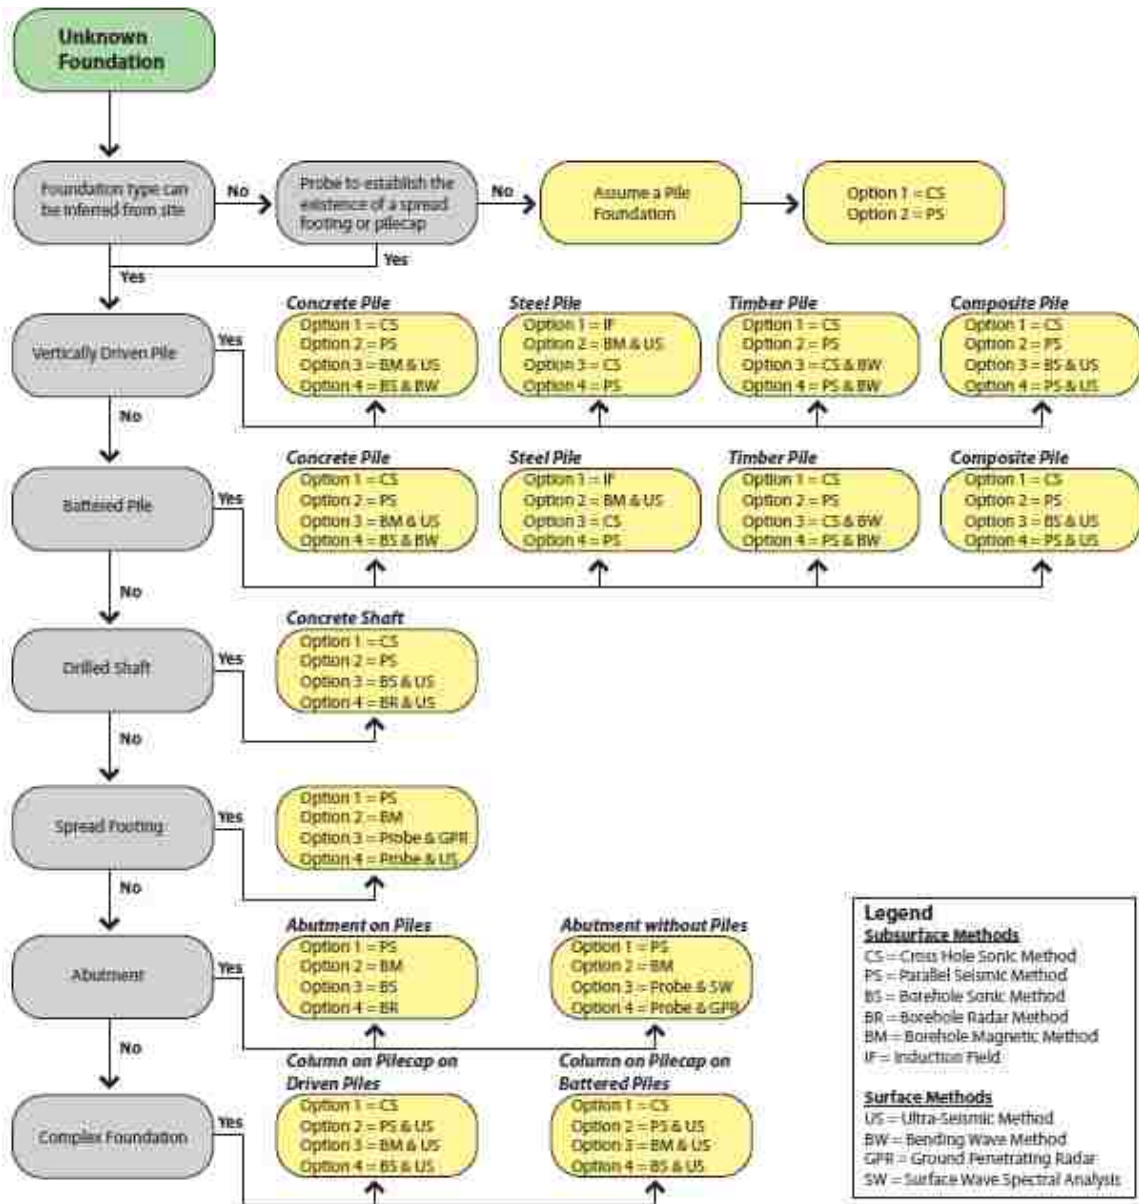 Unknown
Foundation
Foundation type can
be inferred from site
No
Probe to establish the
existence of a spread
footing or pilecap
No
Assume a Pile
Foundation
Option 1 = CS
Option 2 = PS
Yes
Yes
Vertically Driven Pile
Yes
Concrete Pile
Option 1 = CS
Option 2 = PS
Option 3 = BM & US
Option 4 = BS & BW
Steel Pile
Option 1 = IF
Option 2 = BM & US
Option 3 = CS
Option 4 = PS
Timber Pile
Option 1 = CS
Option 2 = PS
Option 3 = CS & BW
Option 4 = PS & BW
Composite Pile
Option 1 = CS
Option 2 = PS
Option 3 = BS & US
Option 4 = PS & US
No
Battered Pile
Yes
Concrete Pile
Option 1 = CS
Option 2 = PS
Option 3 = BM & US
Option 4 = BS & BW
Steel Pile
Option 1 = IF
Option 2 = BM & US
Option 3 = CS
Option 4 = PS
Timber Pile
Option 1 = CS
Option 2 = PS
Option 3 = CS & BW
Option 4 = PS & BW
Composite Pile
Option 1 = CS
Option 2 = PS
Option 3 = BS & US
Option 4 = PS & US
No
Drilled Shaft
Yes
Concrete Shaft
Option 1 = CS
Option 2 = PS
Option 3 = BS & US
Option 4 = BR & US
No
Spread Footing
Yes
Option 1 = PS
Option 2 = BM
Option 3 = Probe & GPR
Option 4 = Probe & US
No
Abutment
Yes
Abutment on Piles
Option 1 = PS
Option 2 = BM
Option 3 = BS
Option 4 = BR
Abutment without Piles
Option 1 = PS
Option 2 = BM
Option 3 = Probe & SW
Option 4 = Probe & GPR
No
Complex Foundation
Yes
Column on Pilecap on
Driven Piles
Option 1 = CS
Option 2 = PS & US
Option 3 = BM & US
Option 4 = BS & US
Column on Pilecap on
Battered Piles
Option 1 = CS
Option 2 = PS & US
Option 3 = BM & US
Option 4 = BS & US
Legend
Subsurface Methods
CS = Cross Hole Sonic Method
PS = Parallel Seismic Method
BS = Borehole Sonic Method
BR = Borehole Radar Method
BM = Borehole Magnetic Method
IF = Induction Field
Surface Methods
US = Ultra-Seismic Method
BW = Bending Wave Method
GPR = Ground Penetrating Radar
SW = Surface Wave Spectral Analysis